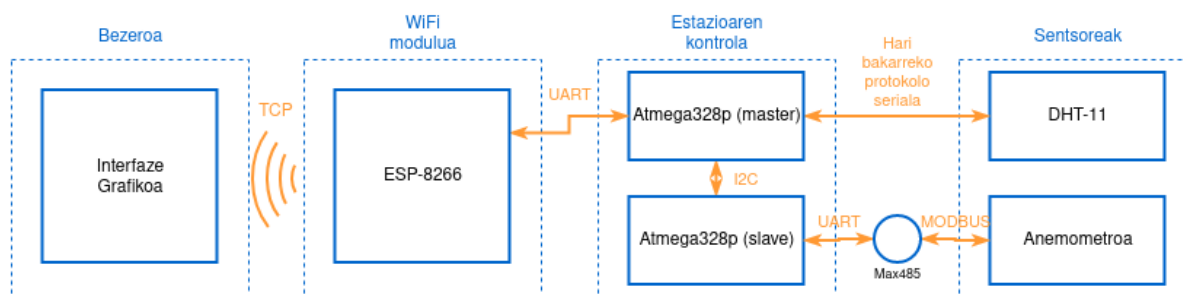 Bezeroa
WiFi
modulua
Estazioaren
kontrola
Hari
bakarreko
protokolo
seriala
Sentsoreak
TCP
UART
Interfaze
Grafikoa
ESP-8266
Atmega328p (master)
DHT-11
I2C
Atmega328p (slave)
UART
MODBUS
Anemometroa
Max485